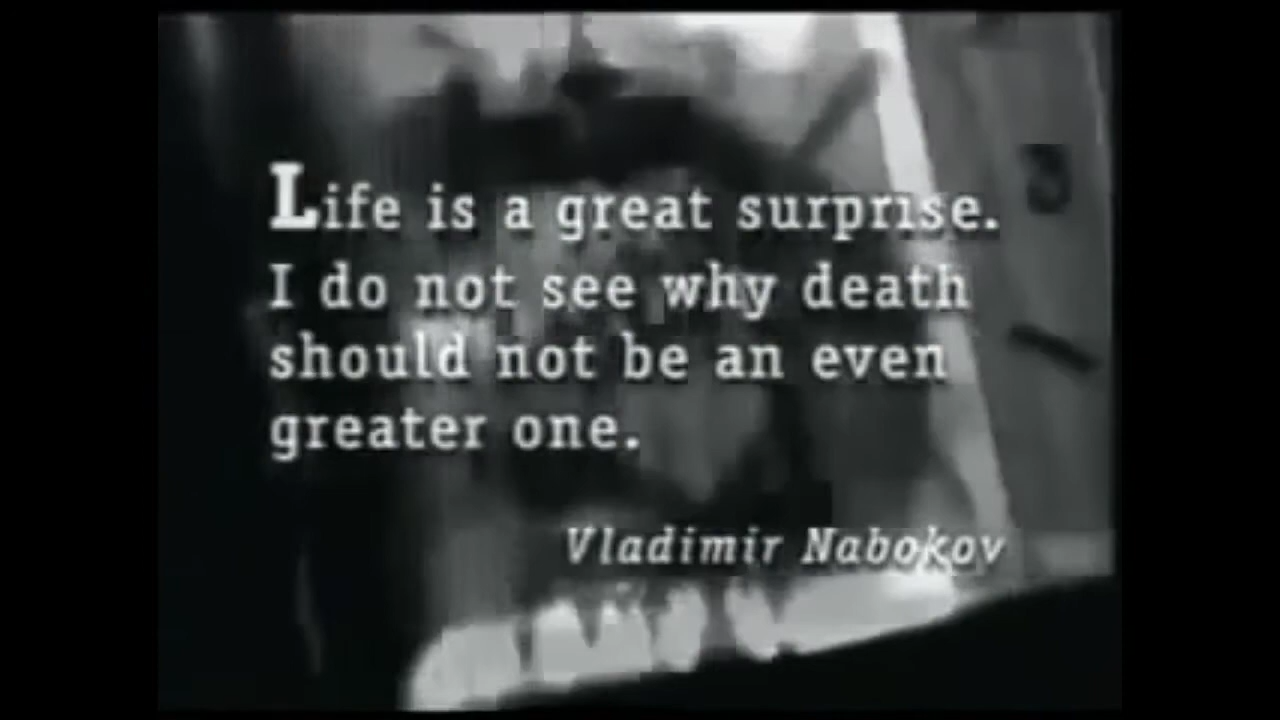 Life is a great surprise.
I do not see why death
should not be an even
greater one.
Vladimir Nabokov